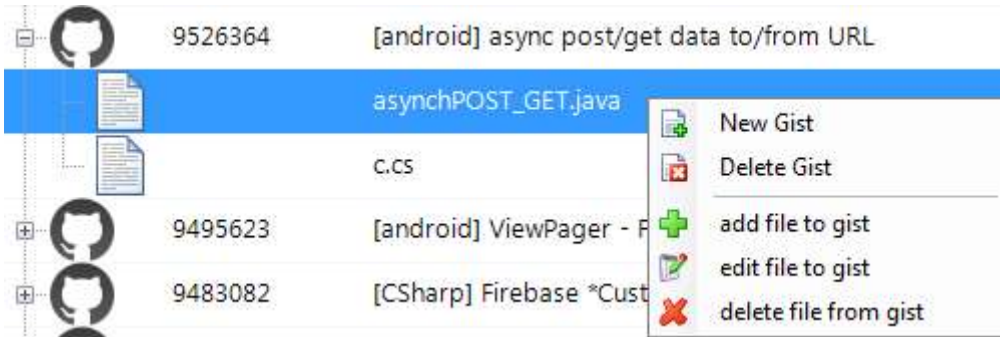 9526364 [android] async post/get data to/from URL
asynchPOST_GET.java
c.cs
9495623 [android] ViewPager -
9483082 [CSharp] Firebase *Cust
New Gist
Delete Gist
add file to gist
edit file to gist
delete file from gist